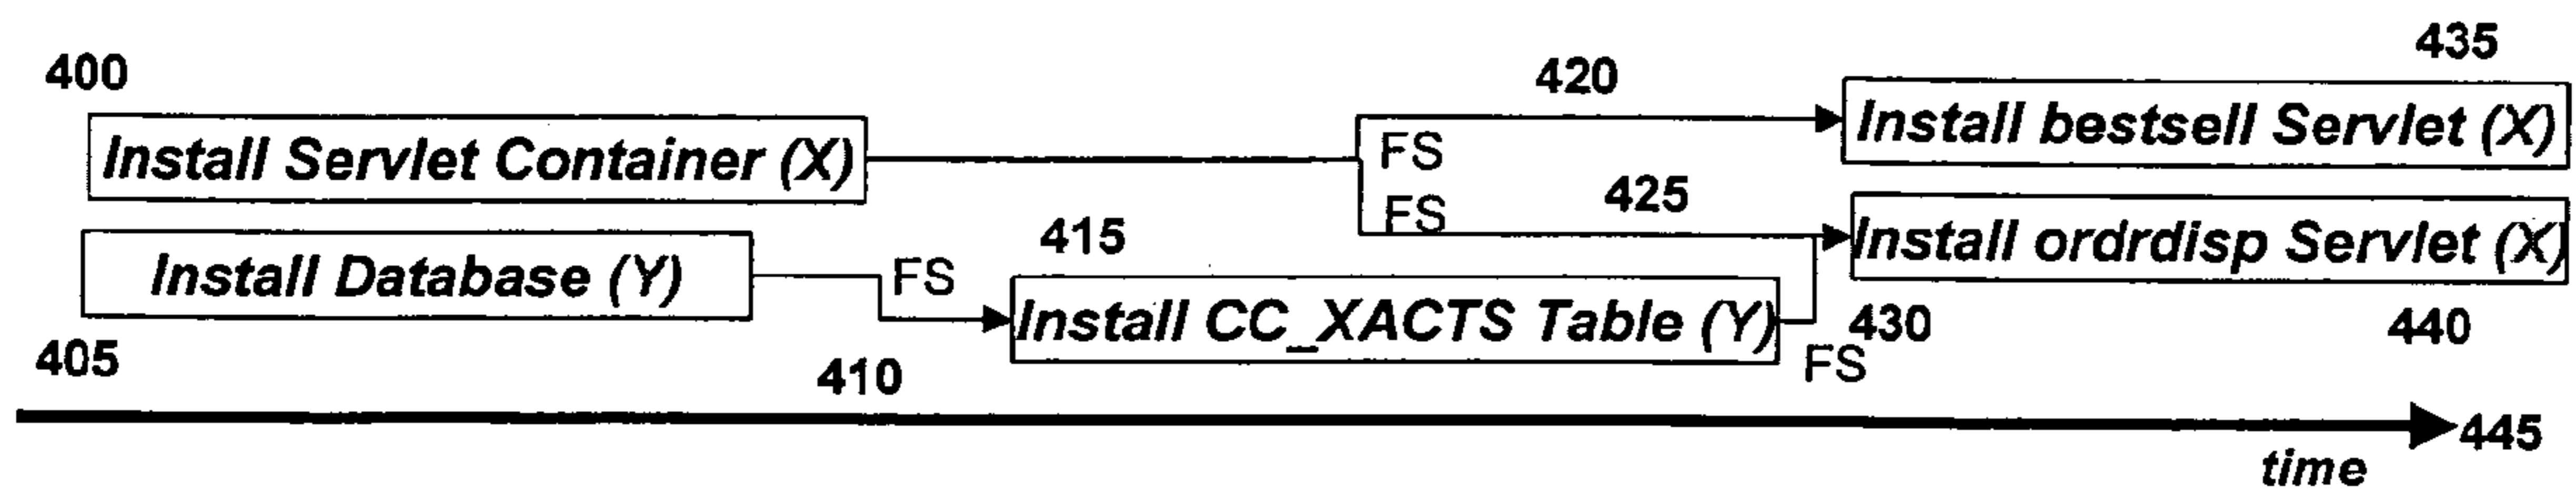 435
400
420
Install Servlet Container (X)
FS
Install bestsell Servlet (X)
425
FS
415
Install ordrdisp Servlet (X)
Install Database (Y)
FS
Install CC_XACTS Table (Y)
430
440
405
410
FS
445
time